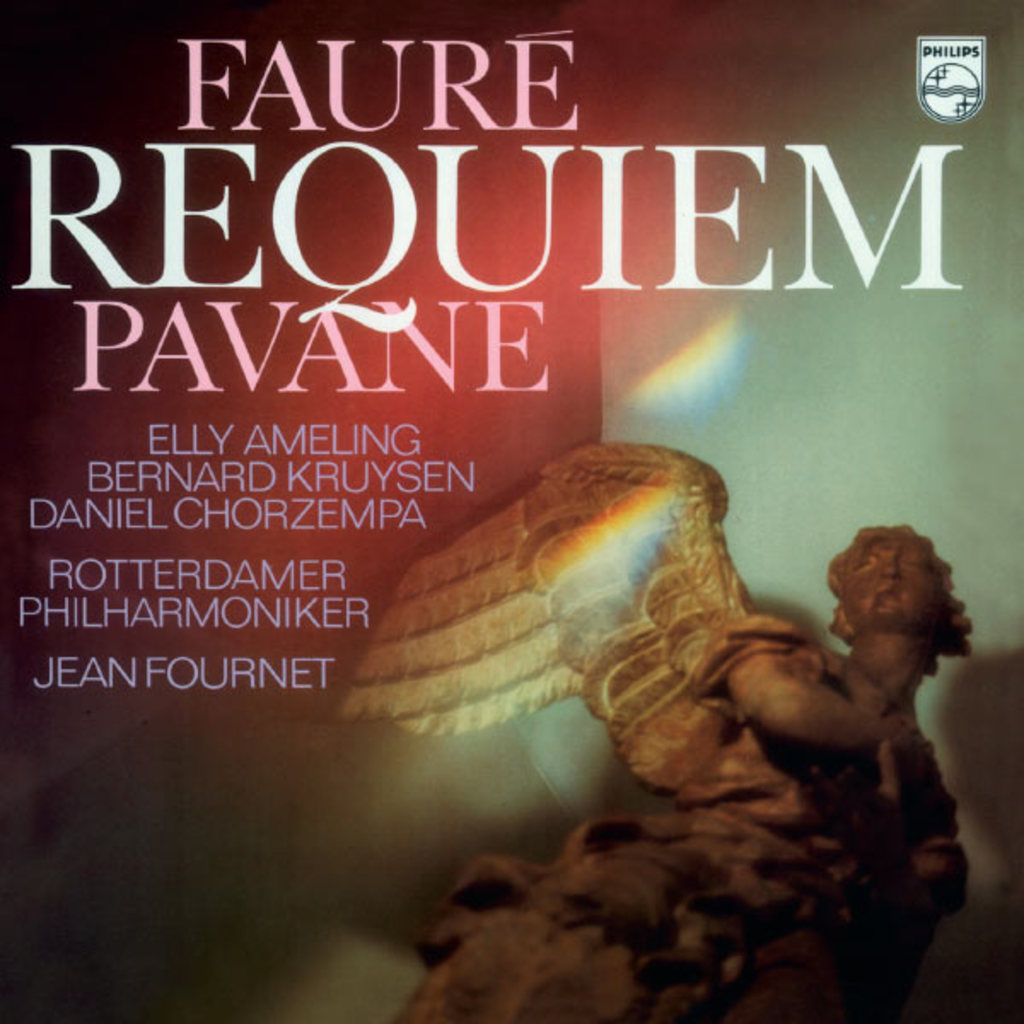 FAURÉ
PHILIPS
REQUIEM
PAVANE
ELLY AMELING
BERNARD KRUYSEN
DANIEL CHORZEMPA
ROTTERDAMER
PHILHARMONIKER
JEAN FOURNET